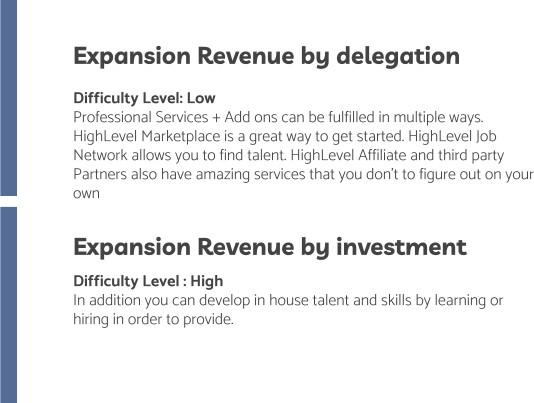 Expansion Revenue by delegation
Difficulty Level: Low
Professional Services + Add ons can be fulfilled in multiple ways.
HighLevel Marketplace is a great way to get started. HighLevel Job
Network allows you to find talent. HighLevel Affiliate and third party
Partners also have amazing services that you don't to figure out on your
own
Expansion Revenue by investment
Difficulty Level : High
In addition you can develop in house talent and skills by learning or
hiring in order to provide.